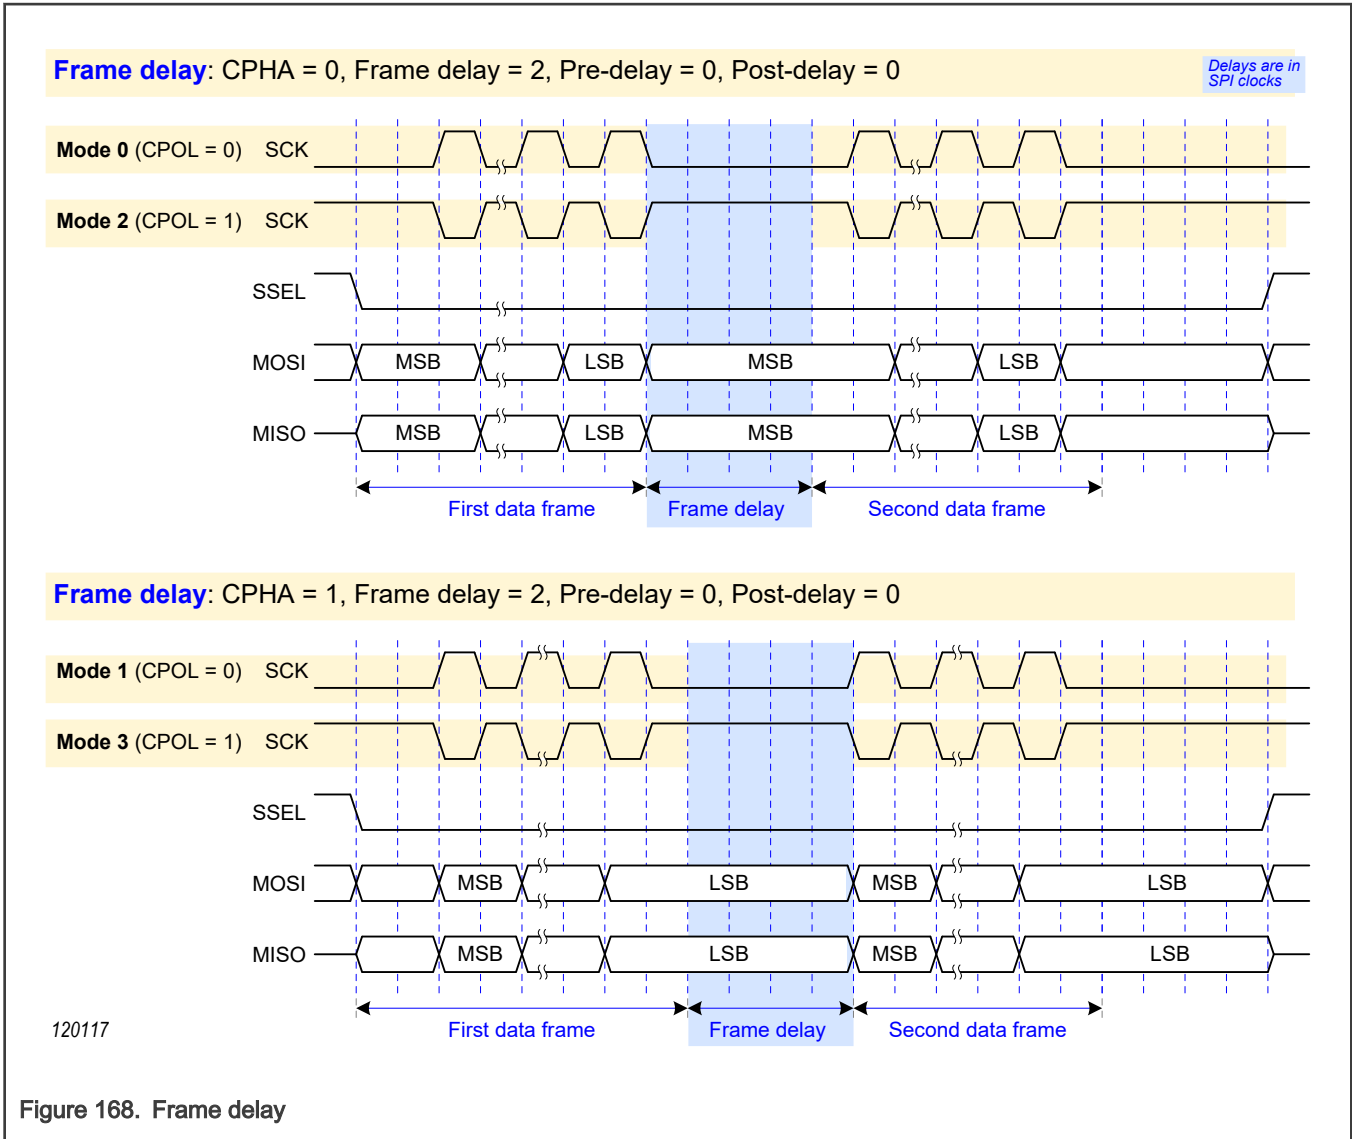 Frame delay: CPHA = 0, Frame delay = 2, Pre-delay = 0, Post-delay = 0
Delays are in
SPI clocks
Mode 0 (CPOL = 0) SCK
Mode 2 (CPOL = 1) SCK
SSEL
MOSI MSB LSB MSB LSB
MISO MSB LSB MSB LSB
First data frame Frame delay Second data frame
Frame delay: CPHA = 1, Frame delay = 2, Pre-delay = 0, Post-delay = 0
Mode 1 (CPOL = 0) SCK
Mode 3 (CPOL = 1) SCK
SSEL
MOSI MSB LSB MSB LSB
MISO MSB LSB MSB LSB
First data frame Frame delay Second data frame
120117
Figure 168. Frame delay